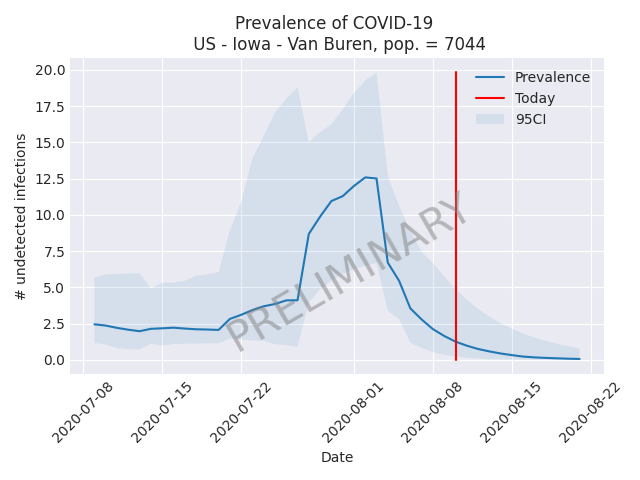 Prevalence of COVID-19
US - Iowa - Van Buren, pop. = 7044
20.0
17.5
15.0
12.5
10.0
7.5
5.0
2.5
0.0
# undetected infections
Prevalence
Today
95CI
PRELIMINARY
2020-07-08
2020-07-15
2020-07-22
2020-08-01
2020-08-08
2020-08-15
2020-08-22
Date